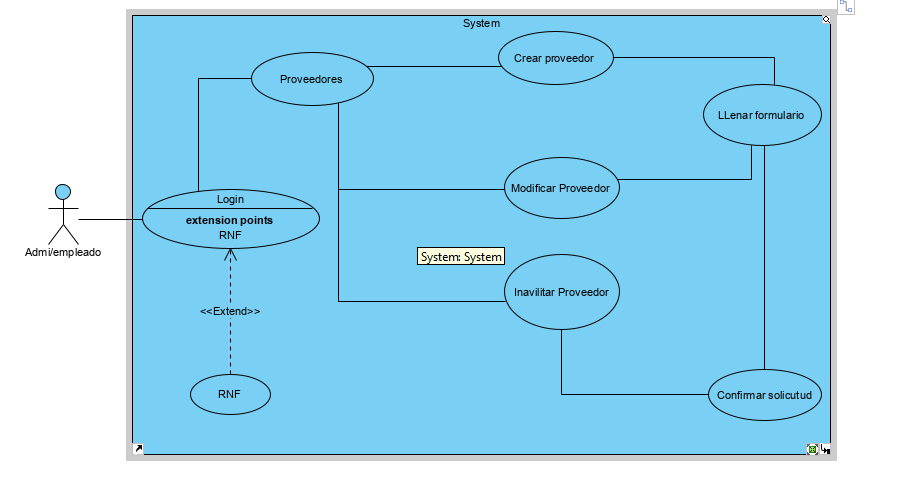 System
Crear proveedor
Proveedores
LLenar formulario
Modificar Proveedor
Login
extension points
RNF
Admi/empleado
System: System
Inavilitar Proveedor
<<Extend>>
RNF
Confirmar solicutud